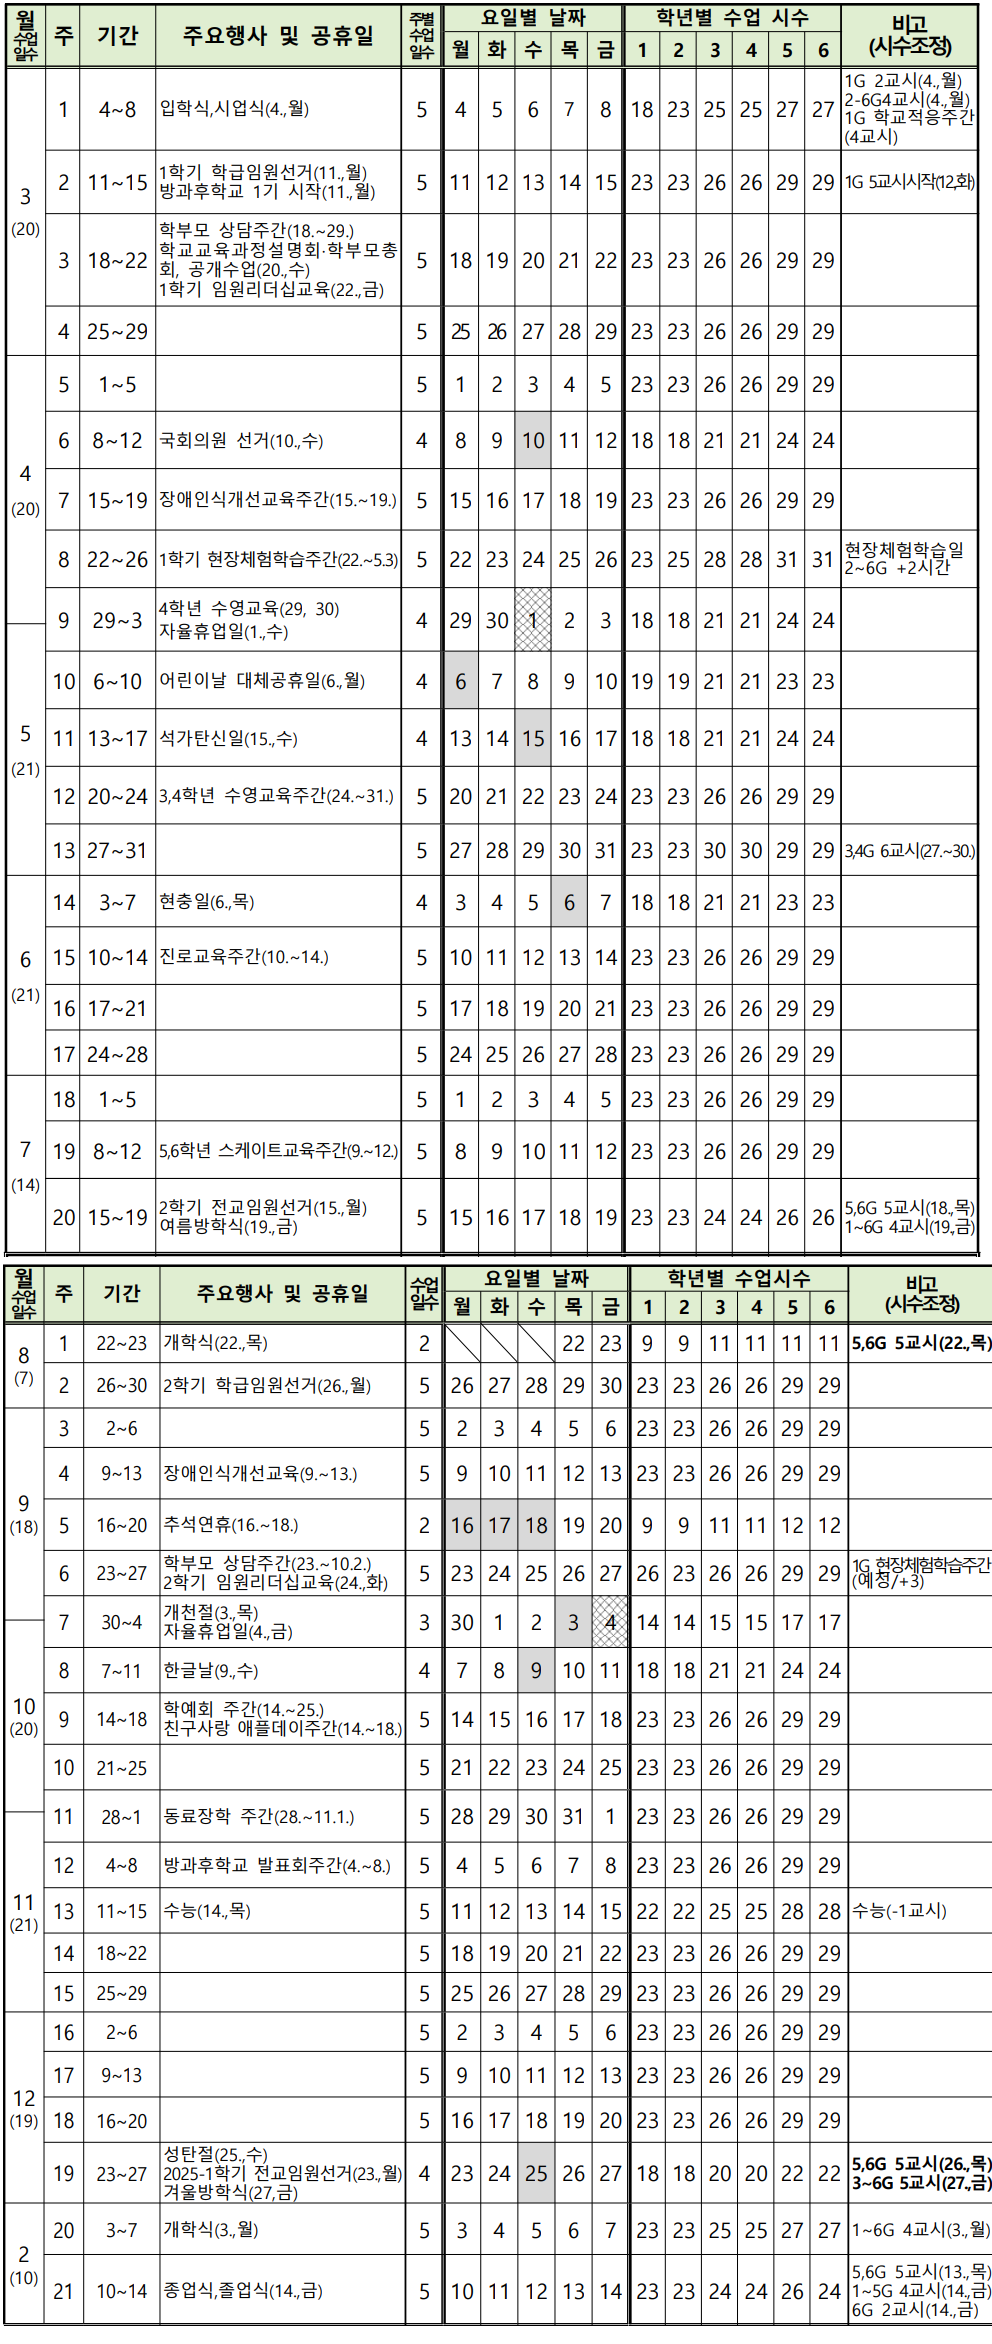 월 수업 일수 주 기간 주요행사 및 공휴일 주별 수업 일수 요일별 날짜 학년별 수업 시수 비고 (시수조정)
월 화 수 목 금 1 2 3 4 5 6
3 (20)
1 4~8 입학식,시업식(4.,월) 5 4 5 6 7 8 18 23 25 25 27 27 1G 2교시(4.,월)
2-6G4교시(4.,월)
1G 학교적응주간
(4교시)
2 11~15 1학기 학급임원선거(11.,월)
방과후학교 1기 시작(11.,월) 5 11 12 13 14 15 23 23 26 26 29 29 1G 5교시시작(12,화)
3 18~22 학부모 상담주간(18.~29.)
학교교육과정설명회·학부모총
회, 공개수업(20.,수)
1학기 임원리더십교육(22.,금) 5 18 19 20 21 22 23 23 26 26 29 29
4 25~29 5 25 26 27 28 29 23 23 26 26 29 29
4 (20)
5 1~5 5 1 2 3 4 5 23 23 26 26 29 29
6 8~12 국회의원 선거(10.,수) 4 8 9 10 11 12 18 18 21 21 24 24
7 15~19 장애인식개선교육주간(15.~19.) 5 15 16 17 18 19 23 23 26 26 29 29
8 22~26 1학기 현장체험학습주간(22.~5.3) 5 22 23 24 25 26 23 25 28 28 31 31 현장체험학습일
2~6G +2시간
9 29~3 4학년 수영교육(29, 30)
자율휴업일(1.,수) 4 29 30 1 2 3 18 18 21 21 24 24
5 (21)
10 6~10 어린이날 대체공휴일(6.,월) 4 6 7 8 9 10 19 19 21 21 23 23
11 13~17 석가탄신일(15.,수) 4 13 14 15 16 17 18 18 21 21 24 24
12 20~24 3,4학년 수영교육주간(24.~31.) 5 20 21 22 23 24 23 23 26 26 29 29
13 27~31 5 27 28 29 30 31 23 23 30 30 29 29 3,4G 6교시(27.~30.)
6 (21)
14 3~7 현충일(6.,목) 4 3 4 5 6 7 18 18 21 21 23 23
15 10~14 진로교육주간(10.~14.) 5 10 11 12 13 14 23 23 26 26 29 29
16 17~21 5 17 18 19 20 21 23 23 26 26 29 29
17 24~28 5 24 25 26 27 28 23 23 26 26 29 29
7 (14)
18 1~5 5 1 2 3 4 5 23 23 26 26 29 29
19 8~12 5,6학년 스케이트교육주간(9.~12.) 5 8 9 10 11 12 23 23 26 26 29 29
20 15~19 2학기 전교임원선거(15.,월)
여름방학식(19.,금) 5 15 16 17 18 19 23 23 24 24 26 26 5,6G 5교시(18.,목)
1~6G 4교시(19.,금)
월 수업 일수 주 기간 주요행사 및 공휴일 수업 일수 요일별 날짜 학년별 수업시수 비고 (시수조정)
월 화 수 목 금 1 2 3 4 5 6
8 (7)
1 22~23 개학식(22.,목) 2 22 23 9 9 11 11 11 11 5,6G 5교시(22.,목)
2 26~30 2학기 학급임원선거(26.,월) 5 26 27 28 29 30 23 23 26 26 29 29
9 (18)
3 2~6 5 2 3 4 5 6 23 23 26 26 29 29
4 9~13 장애인식개선교육(9.~13.) 5 9 10 11 12 13 23 23 26 26 29 29
5 16~20 추석연휴(16.~18.) 2 16 17 18 19 20 9 9 11 11 12 12
6 23~27 학부모 상담주간(23.~10.2.)
2학기 임원리더십교육(24.,화) 5 23 24 25 26 27 26 23 26 26 29 29 1G 현장체험학습주간
(예정/+3)
7 30~4 개천절(3.,목)
자율휴업일(4.,금) 3 30 1 2 3 4 14 14 15 15 17 17
10 (20)
8 7~11 한글날(9.,수) 4 7 8 9 10 11 18 18 21 21 24 24
9 14~18 학예회 주간(14.~25.)
친구사랑 애플데이주간(14.~18.) 5 14 15 16 17 18 23 23 26 26 29 29
10 21~25 5 21 22 23 24 25 23 23 26 26 29 29
11 28~1 동료장학 주간(28.~11.1.) 5 28 29 30 31 1 23 23 26 26 29 29
11 (21)
12 4~8 방과후학교 발표회주간(4.~8.) 5 4 5 6 7 8 23 23 26 26 29 29
13 11~15 수능(14.,목) 5 11 12 13 14 15 22 22 25 25 28 28 수능(-1교시)
14 18~22 5 18 19 20 21 22 23 23 26 26 29 29
15 25~29 5 25 26 27 28 29 23 23 26 26 29 29
12 (19)
16 2~6 5 2 3 4 5 6 23 23 26 26 29 29
17 9~13 5 9 10 11 12 13 23 23 26 26 29 29
18 16~20 5 16 17 18 19 20 23 23 26 26 29 29
19 23~27 성탄절(25.,수)
2025-1학기 전교임원선거(23.,월)
겨울방학식(27,금) 4 23 24 25 26 27 18 18 20 20 22 22 5,6G 5교시(26.,목)
3~6G 5교시(27.,금)
2 (10)
20 3~7 개학식(3.,월) 5 3 4 5 6 7 23 23 25 25 27 27 1~6G 4교시(3.,월)
21 10~14 종업식,졸업식(14.,금) 5 10 11 12 13 14 23 23 24 24 26 24 5,6G 5교시(13.,목)
1~5G 4교시(14.,금)
6G 2교시(14.,금)